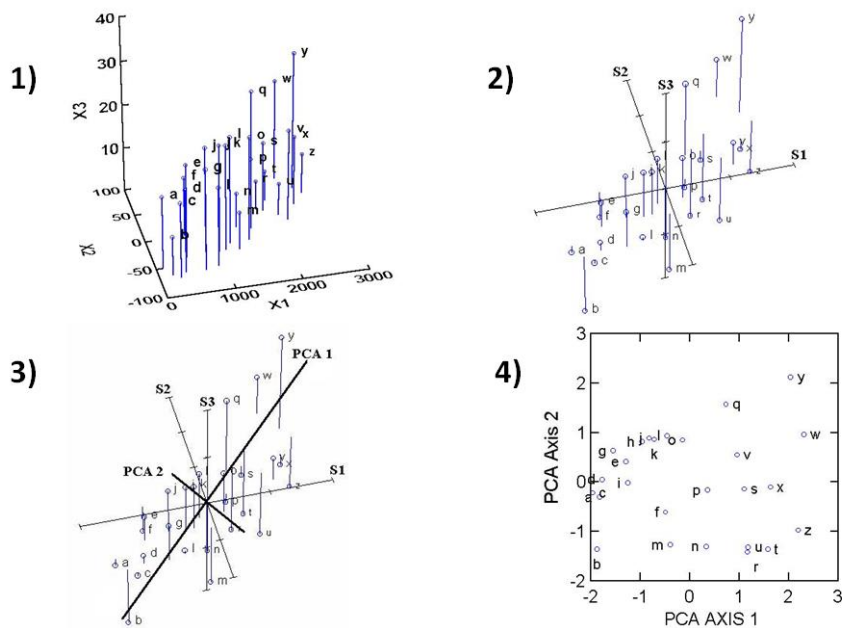 1)
40
30
20
10
0
X3
100
50
0
-50
-100
X2
0
1000
2000
3000
X1
a
b
c
d
e
f
g
j
l
k
l
m
n
o
p
q
r
s
t
u
v
w
x
y
z
2)
S1
S2
S3
a
b
c
d
e
f
g
j
k
l
m
n
o
p
q
r
s
t
u
w
x
y
y
z
3)
PCA 1
PCA 2
S1
S2
S3
a
b
c
d
e
f
g
j
k
l
m
n
o
p
q
s
t
u
w
x
y
y
z
4)
3
2
1
0
-1
-2
PCA Axis 2
-2
-1
0
1
2
3
PCA AXIS 1
y
q
w
h
j
l
o
g
k
v
e
d
i
a
c
p
s
x
f
z
b
m
n
u
t
r